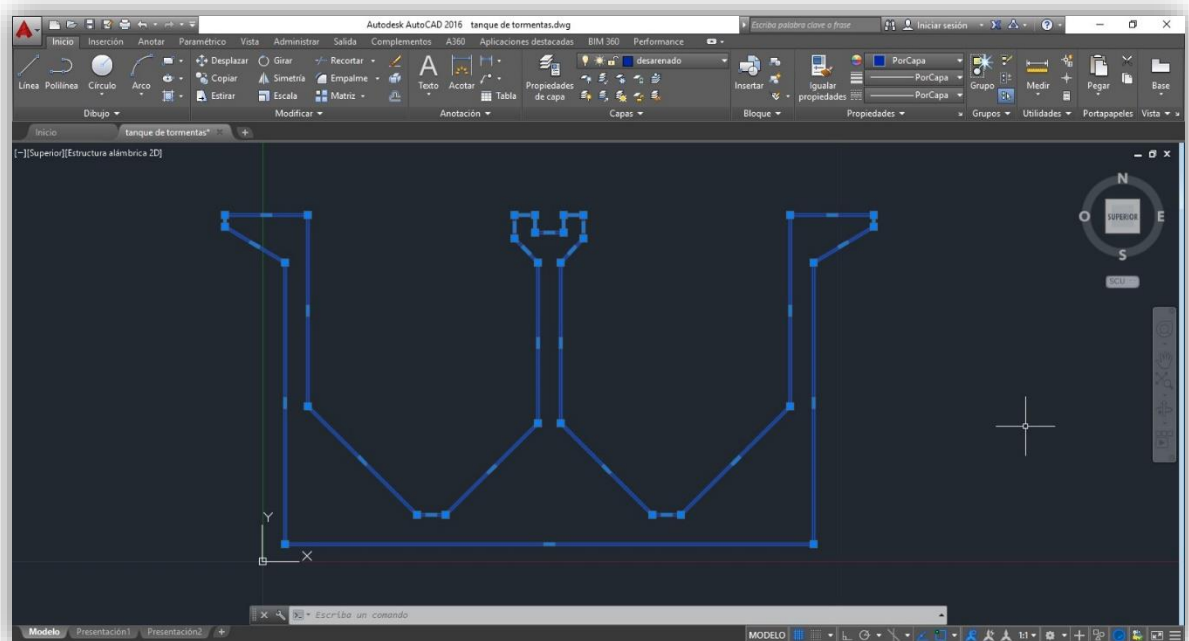 Autodesk AutoCAD 2016 tanque de tormentas.dwg
Escriba palabra clave o frase
Iniciar sesión
Inicio Inserción Anotar Paramétrico Vista Administrar Salida Complementos A360 Aplicaciones destacadas BIM 360 Performance
Línea Polilínea Círculo Arco
Desplazar Girar Recortar
Copiar Simetría Empalme
Estirar Escala Matriz
Texto Acotar Tabla
Propiedades de capa
desarenado
Insertar
Igualar propiedades
PorCapa
PorCapa
PorCapa
Grupo Medir Pegar Base
Dibujo Modificar Anotación Capas Bloque Propiedades Grupos Utilidades Portapapeles Vista
Inicio tanque de tormentas*
[−][Superior][Estructura alámbrica 2D]
N
O SUPERIOR E
S
SCU
Y
X
Escriba un comando
Modelo Presentación1 Presentación2 +
MODELO 1:1